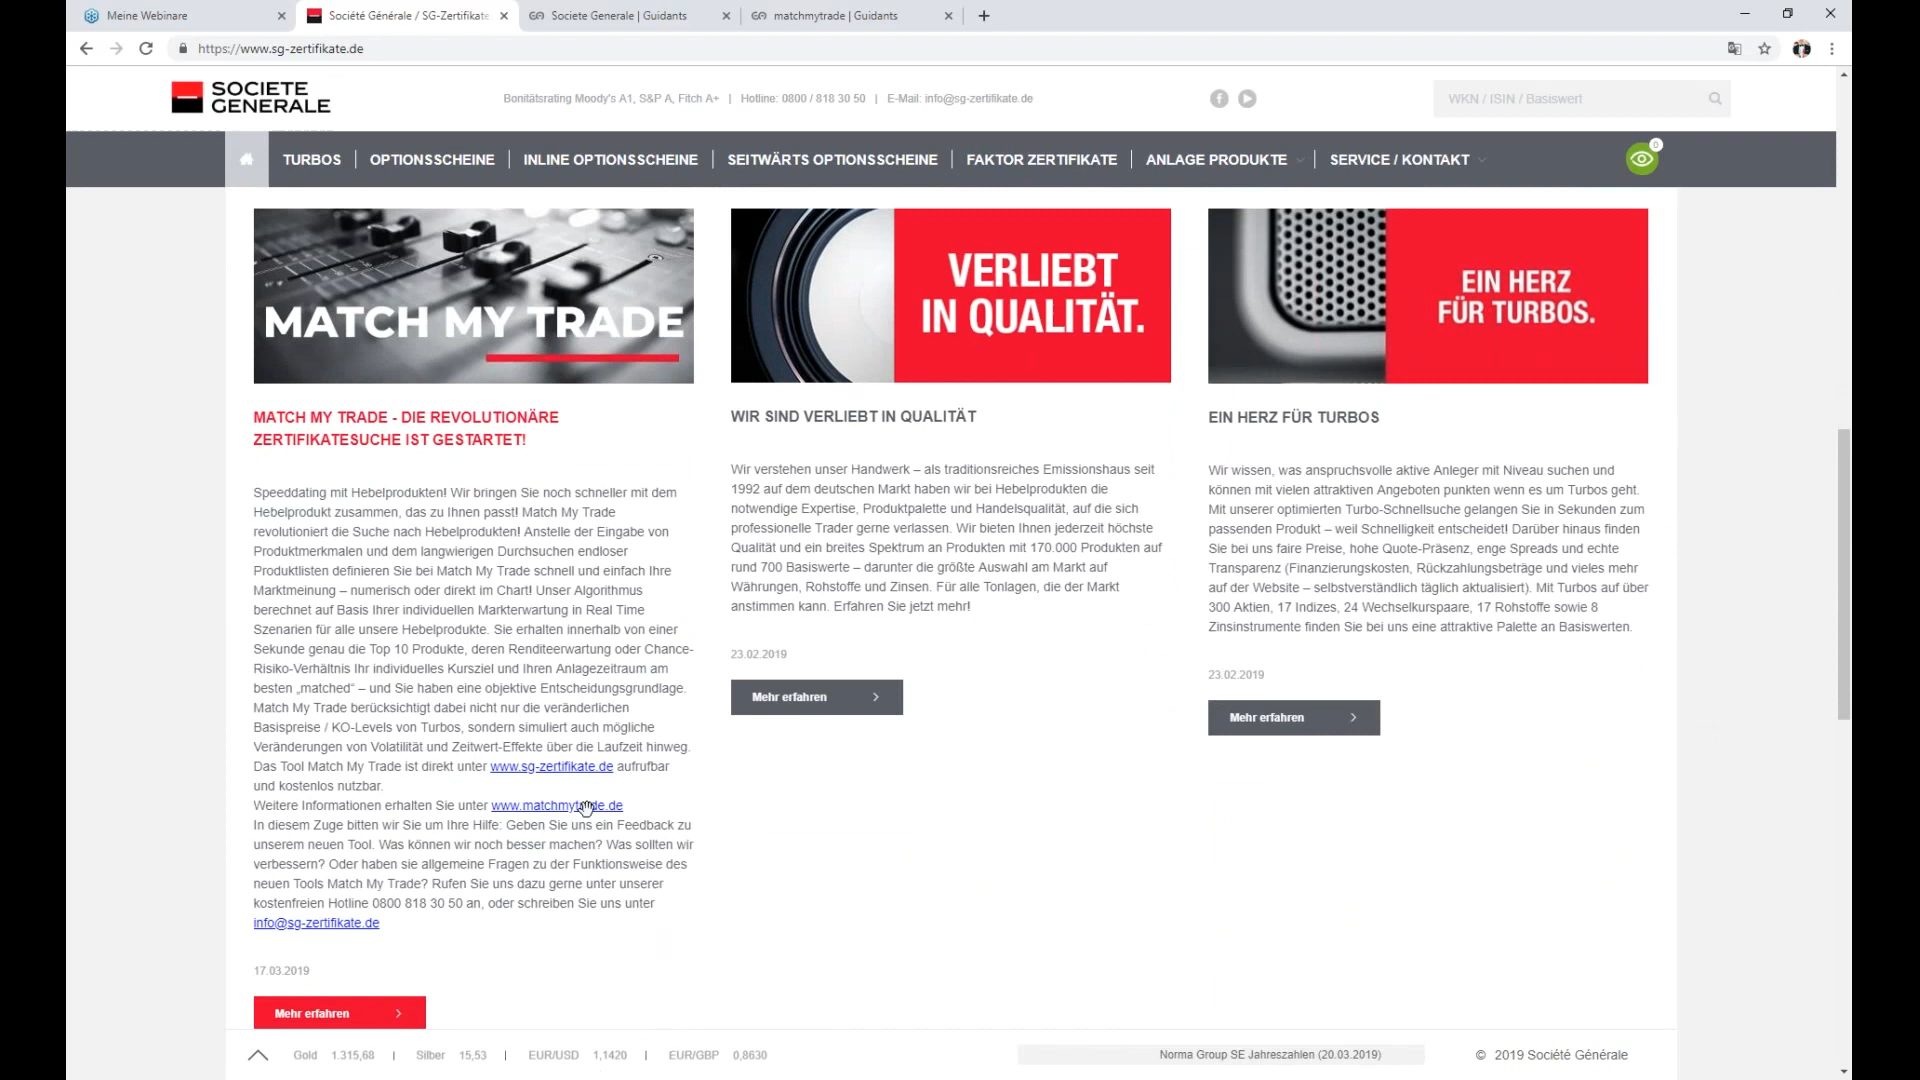 Meine Webinare
Société Générale / SG-Zertifikate
Societe Generale | Guidants
matchmytrade | Guidants
https://www.sg-zertifikate.de
SOCIETE
GENERALE
Bonitätsrating Moody's A1, S&P A, Fitch A+ | Hotline: 0800 / 818 30 50 | E-Mail: info@sg-zertifikate.de
WKN / ISIN / Basiswert
TURBOS | OPTIONSSCHEINE | INLINE OPTIONSSCHEINE | SEITWÄRTS OPTIONSSCHEINE | FAKTOR ZERTIFIKATE | ANLAGE PRODUKTE | SERVICE / KONTAKT
0
MATCH MY TRADE
MATCH MY TRADE - DIE REVOLUTIONÄRE
ZERTIFIKATESUCHE IST GESTARTET!
Speeddating mit Hebelprodukten! Wir bringen Sie noch schneller mit dem
Hebelprodukt zusammen, das zu Ihnen passt! Match My Trade
revolutioniert die Suche nach Hebelprodukten! Anstelle der Eingabe von
Produktmerkmalen und dem langwierigen Durchsuchen endloser
Produktlisten definieren Sie bei Match My Trade schnell und einfach Ihre
Marktmeinung – numerisch oder direkt im Chart! Unser Algorithmus
berechnet auf Basis Ihrer individuellen Markterwartung in Real Time
Szenarien für alle unsere Hebelprodukte. Sie erhalten innerhalb von einer
Sekunde genau die Top 10 Produkte, deren Renditeerwartung oder Chance-
Risiko-Verhältnis Ihr individuelles Kursziel und Ihren Anlagezeitraum am
besten „matched“ – und Sie haben eine objektive Entscheidungsgrundlage.
Match My Trade berücksichtigt dabei nicht nur die veränderlichen
Basispreise / KO-Levels von Turbos, sondern simuliert auch mögliche
Veränderungen von Volatilität und Zeitwert-Effekte über die Laufzeit hinweg.
Das Tool Match My Trade ist direkt unter www.sg-zertifikate.de aufrufbar
und kostenlos nutzbar.
Weitere Informationen erhalten Sie unter www.matchmytrade.de
In diesem Zuge bitten wir Sie um Ihre Hilfe: Geben Sie uns ein Feedback zu
unserem neuen Tool. Was können wir noch besser machen? Was sollten wir
verbessern? Oder haben sie allgemeine Fragen zu der Funktionsweise des
neuen Tools Match My Trade? Rufen Sie uns dazu gerne unter unserer
kostenfreien Hotline 0800 818 30 50 an, oder schreiben Sie uns unter
info@sg-zertifikate.de
17.03.2019
Mehr erfahren
VERLIEBT
IN QUALITÄT.
WIR SIND VERLIEBT IN QUALITÄT
Wir verstehen unser Handwerk – als traditionsreiches Emissionshaus seit
1992 auf dem deutschen Markt haben wir bei Hebelprodukten die
notwendige Expertise, Produktpalette und Handelsqualität, auf die sich
professionelle Trader gerne verlassen. Wir bieten Ihnen jederzeit höchste
Qualität und ein breites Spektrum an Produkten mit 170.000 Produkten auf
rund 700 Basiswerte – darunter die größte Auswahl am Markt auf
Währungen, Rohstoffe und Zinsen. Für alle Tonlagen, die der Markt
anstimmen kann. Erfahren Sie jetzt mehr!
23.02.2019
Mehr erfahren
EIN HERZ
FÜR TURBOS.
EIN HERZ FÜR TURBOS
Wir wissen, was anspruchsvolle aktive Anleger mit Niveau suchen und
können mit vielen attraktiven Angeboten punkten wenn es um Turbos geht.
Mit unserer optimierten Turbo-Schnellsuche gelangen Sie in Sekunden zum
passenden Produkt – weil Schnelligkeit entscheidet! Darüber hinaus finden
Sie bei uns faire Preise, hohe Quote-Präsenz, enge Spreads und echte
Transparenz (Finanzierungskosten, Rückzahlungsbeträge und vieles mehr
auf der Website – selbstverständlich täglich aktualisiert). Mit Turbos auf über
300 Aktien, 17 Indizes, 24 Wechselkurspaare, 17 Rohstoffe sowie 8
Zinsinstrumente finden Sie bei uns eine attraktive Palette an Basiswerten.
23.02.2019
Mehr erfahren
Gold 1.315,68 | Silber 15,53 | EUR/USD 1,1420 | EUR/GBP 0,8630
Norma Group SE Jahreszahlen (20.03.2019)
© 2019 Société Générale